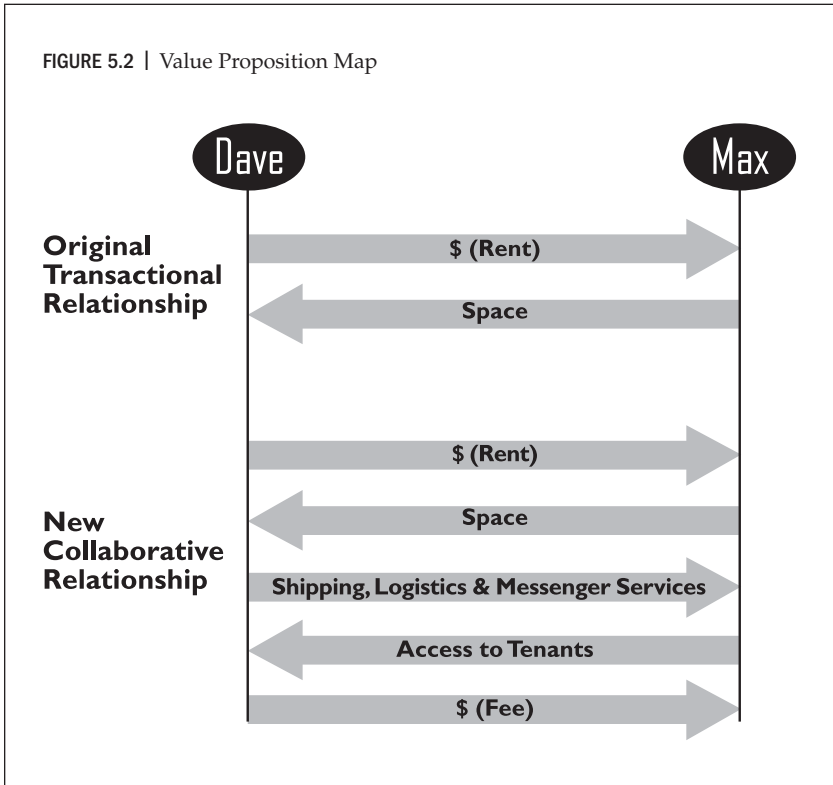 FIGURE 5.2 | Value Proposition Map
Dave
Max
Original
Transactional
Relationship
$ (Rent)
Space
New
Collaborative
Relationship
$ (Rent)
Space
Shipping, Logistics & Messenger Services
Access to Tenants
$ (Fee)